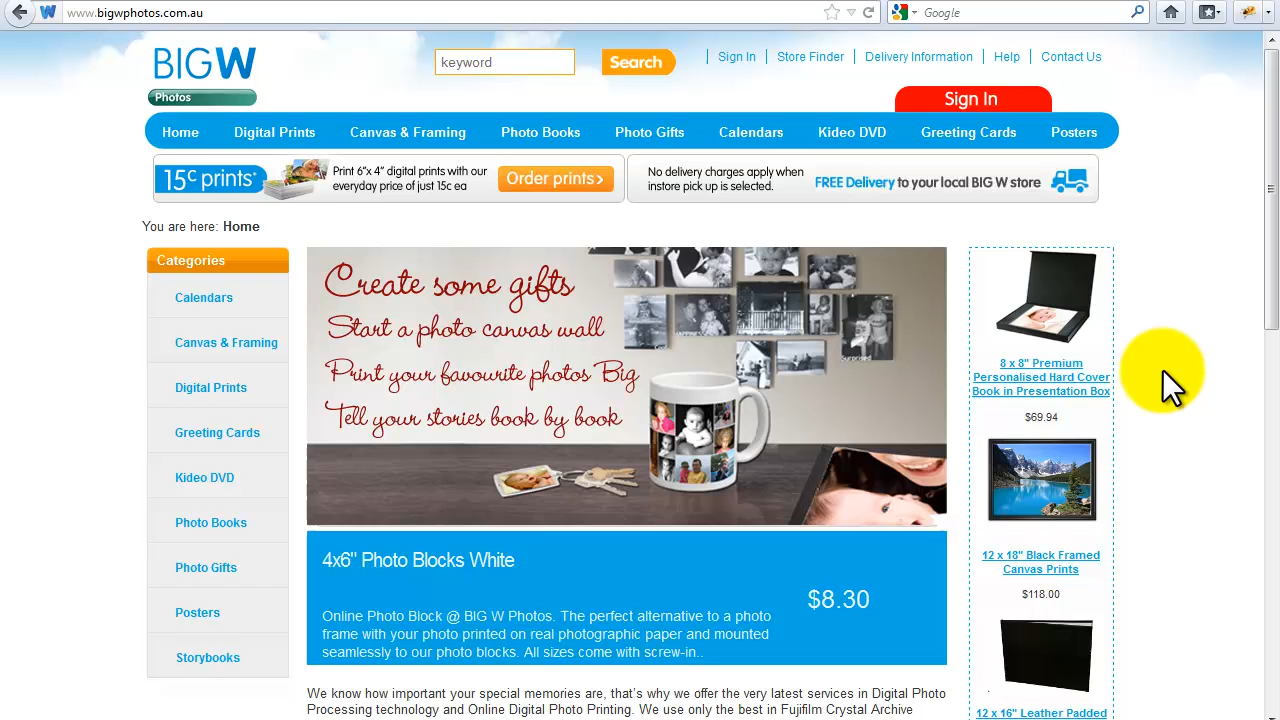 www.bigwphotos.com.au
Google
BIGW
Photos
keyword
Search
Sign In
Store Finder
Delivery Information
Help
Contact Us
Sign In
Home
Digital Prints
Canvas & Framing
Photo Books
Photo Gifts
Calendars
Kideo DVD
Greeting Cards
Posters
15c prints*
Print 6"x 4" digital prints with our
everyday price of just 15c ea
Order prints >
No delivery charges apply when
instore pick up is selected.
FREE Delivery to your local BIG W store
You are here: Home
Categories
Calendars
Canvas & Framing
Digital Prints
Greeting Cards
Kideo DVD
Photo Books
Photo Gifts
Posters
Storybooks
Create some gifts
Start a photo canvas wall
Print your favourite photos Big
Tell your stories book by book
Surprised
4x6" Photo Blocks White
$8.30
Online Photo Block @ BIG W Photos. The perfect alternative to a photo
frame with your photo printed on real photographic paper and mounted
seamlessly to our photo blocks. All sizes come with screw-in..
We know how important your special memories are, that's why we offer the very latest services in Digital Photo
Processing technology and Online Digital Photo Printing. We use only the best in Fujifilm Crystal Archive
8 x 8" Premium
Personalised Hard Cover
Book in Presentation Box
$69.94
12 x 18" Black Framed
Canvas Prints
$118.00
12 x 16" Leather Padded